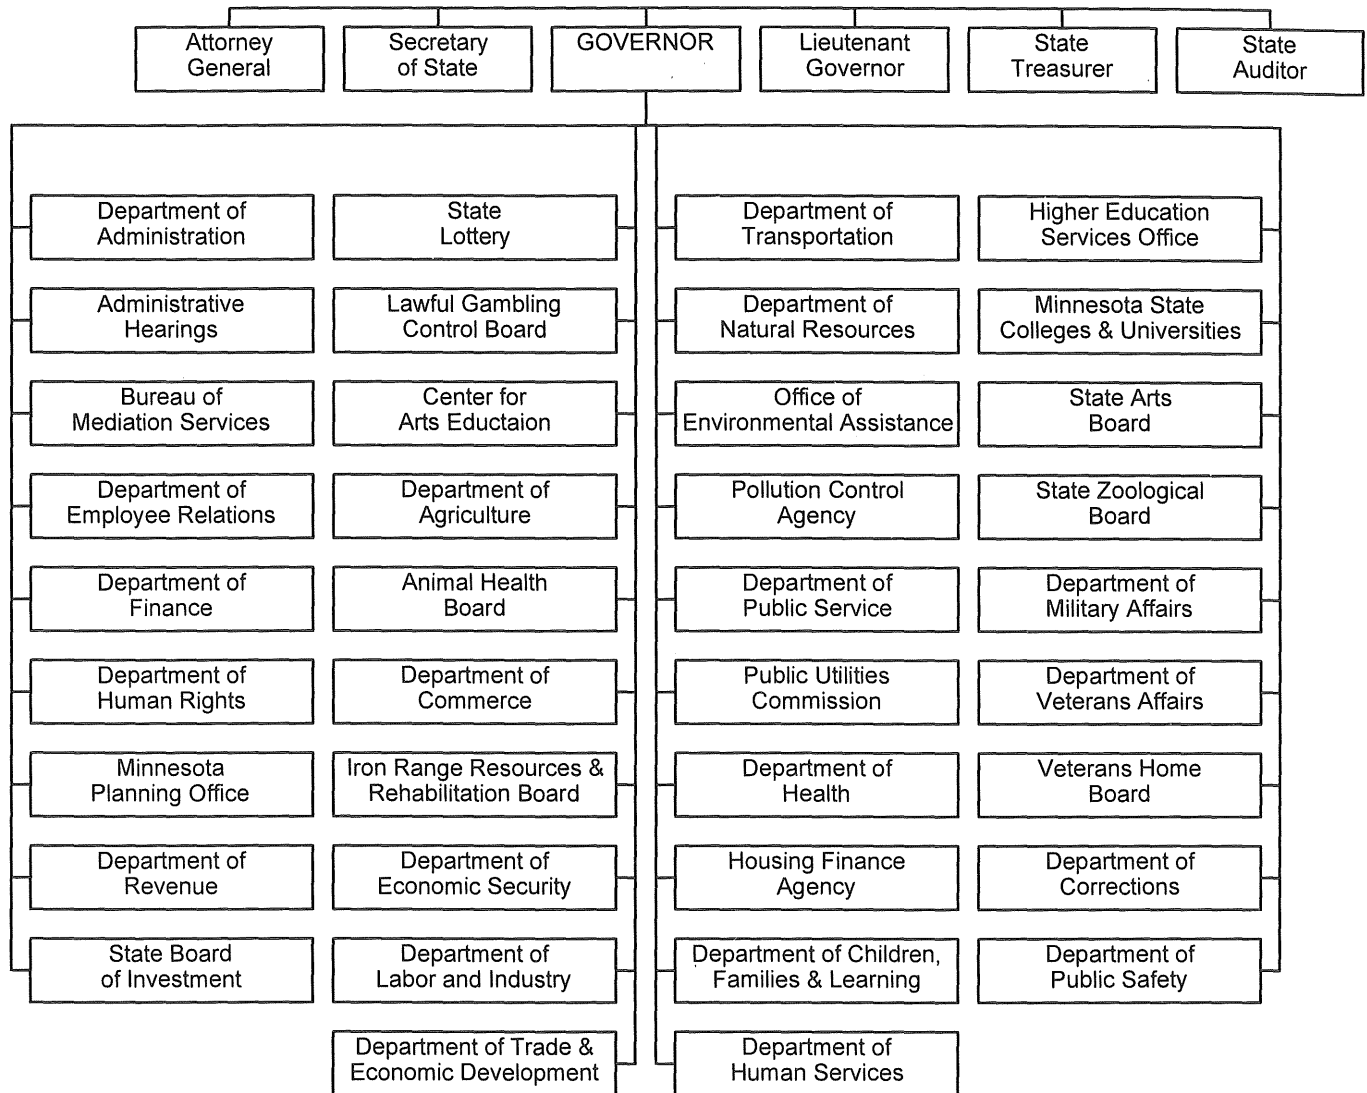 Attorney
General
Secretary
of State
GOVERNOR
Lieutenant
Governor
State
Treasurer
State
Auditor
Department of
Administration
State
Lottery
Department of
Transportation
Higher Education
Services Office
Administrative
Hearings
Lawful Gambling
Control Board
Department of
Natural Resources
Minnesota State
Colleges & Universities
Bureau of
Mediation Services
Center for
Arts Eductaion
Office of
Environmental Assistance
State Arts
Board
Department of
Employee Relations
Department of
Agriculture
Pollution Control
Agency
State Zoological
Board
Department of
Finance
Animal Health
Board
Department of
Public Service
Department of
Military Affairs
Department of
Human Rights
Department of
Commerce
Public Utilities
Commission
Department of
Veterans Affairs
Minnesota
Planning Office
Iron Range Resources &
Rehabilitation Board
Department of
Health
Veterans Home
Board
Department of
Revenue
Department of
Economic Security
Housing Finance
Agency
Department of
Corrections
State Board
of Investment
Department of
Labor and Industry
Department of Children,
Families & Learning
Department of
Public Safety
Department of Trade &
Economic Development
Department of
Human Services